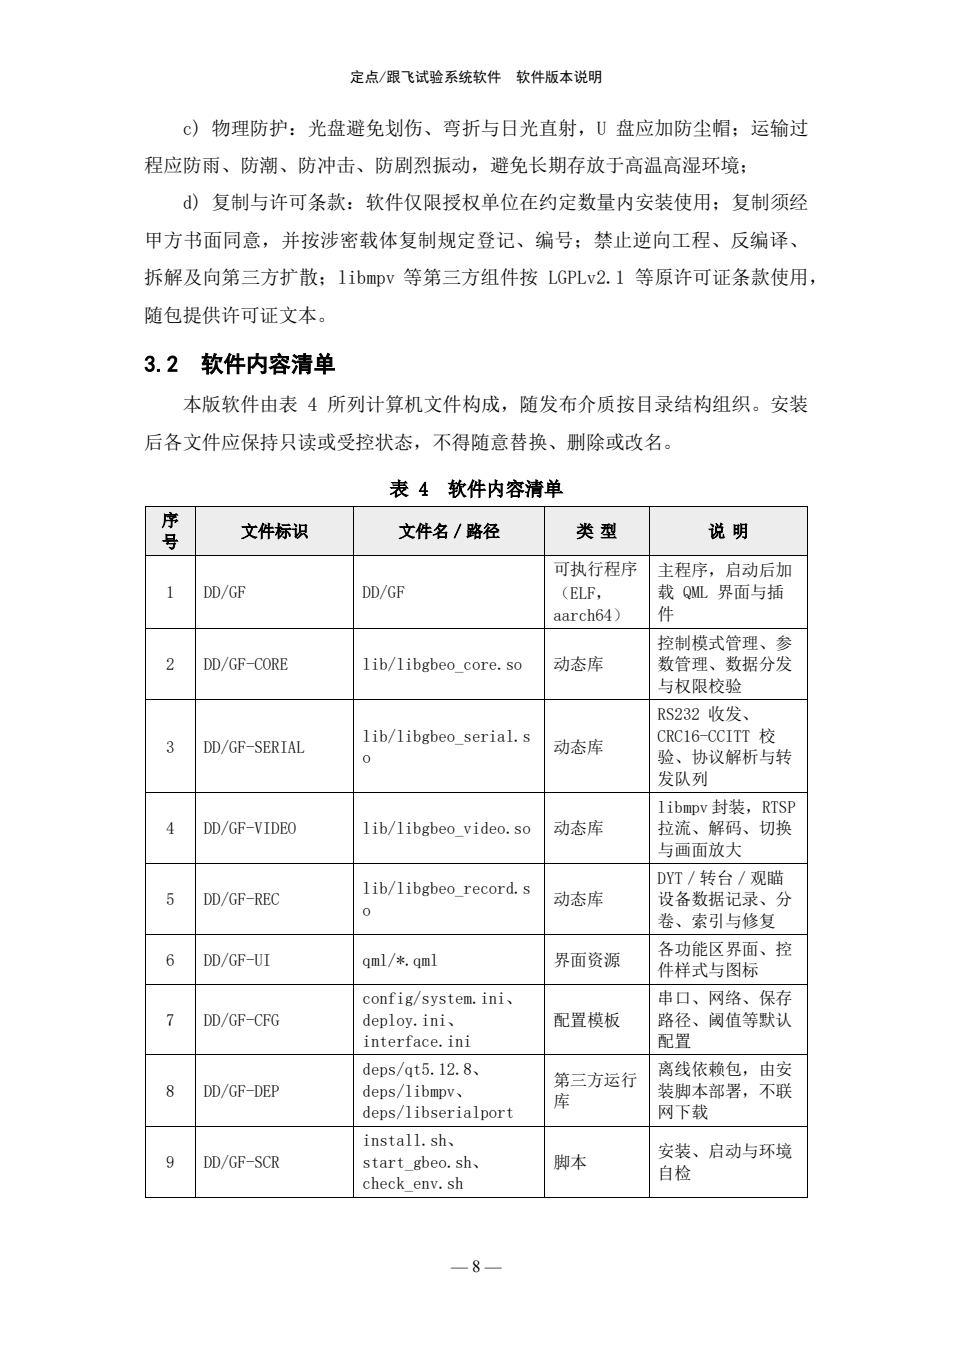 定点/跟飞试验系统软件　软件版本说明
c) 物理防护：光盘避免划伤、弯折与日光直射，U 盘应加防尘帽；运输过
程应防雨、防潮、防冲击、防剧烈振动，避免长期存放于高温高湿环境；
d) 复制与许可条款：软件仅限授权单位在约定数量内安装使用；复制须经
甲方书面同意，并按涉密载体复制规定登记、编号；禁止逆向工程、反编译、
拆解及向第三方扩散；libmpv 等第三方组件按 LGPLv2.1 等原许可证条款使用，
随包提供许可证文本。
3.2　软件内容清单
本版软件由表 4 所列计算机文件构成，随发布介质按目录结构组织。安装
后各文件应保持只读或受控状态，不得随意替换、删除或改名。
表 4　软件内容清单
序
号
文件标识
文件名 / 路径
类 型
说 明
1
DD/GF
DD/GF
可执行程序
（ELF,
aarch64）
主程序，启动后加
载 QML 界面与插
件
2
DD/GF-CORE
lib/libgbeo_core.so
动态库
控制模式管理、参
数管理、数据分发
与权限校验
3
DD/GF-SERIAL
lib/libgbeo_serial.s
o
动态库
RS232 收发、
CRC16-CCITT 校
验、协议解析与转
发队列
4
DD/GF-VIDEO
lib/libgbeo_video.so
动态库
libmpv 封装，RTSP
拉流、解码、切换
与画面放大
5
DD/GF-REC
lib/libgbeo_record.s
o
动态库
DYT / 转台 / 观瞄
设备数据记录、分
卷、索引与修复
6
DD/GF-UI
qml/*.qml
界面资源
各功能区界面、控
件样式与图标
7
DD/GF-CFG
config/system.ini、
deploy.ini、
interface.ini
配置模板
串口、网络、保存
路径、阈值等默认
配置
8
DD/GF-DEP
deps/qt5.12.8、
deps/libmpv、
deps/libserialport
第三方运行
库
离线依赖包，由安
装脚本部署，不联
网下载
9
DD/GF-SCR
install.sh、
start_gbeo.sh、
check_env.sh
脚本
安装、启动与环境
自检
— 8 —